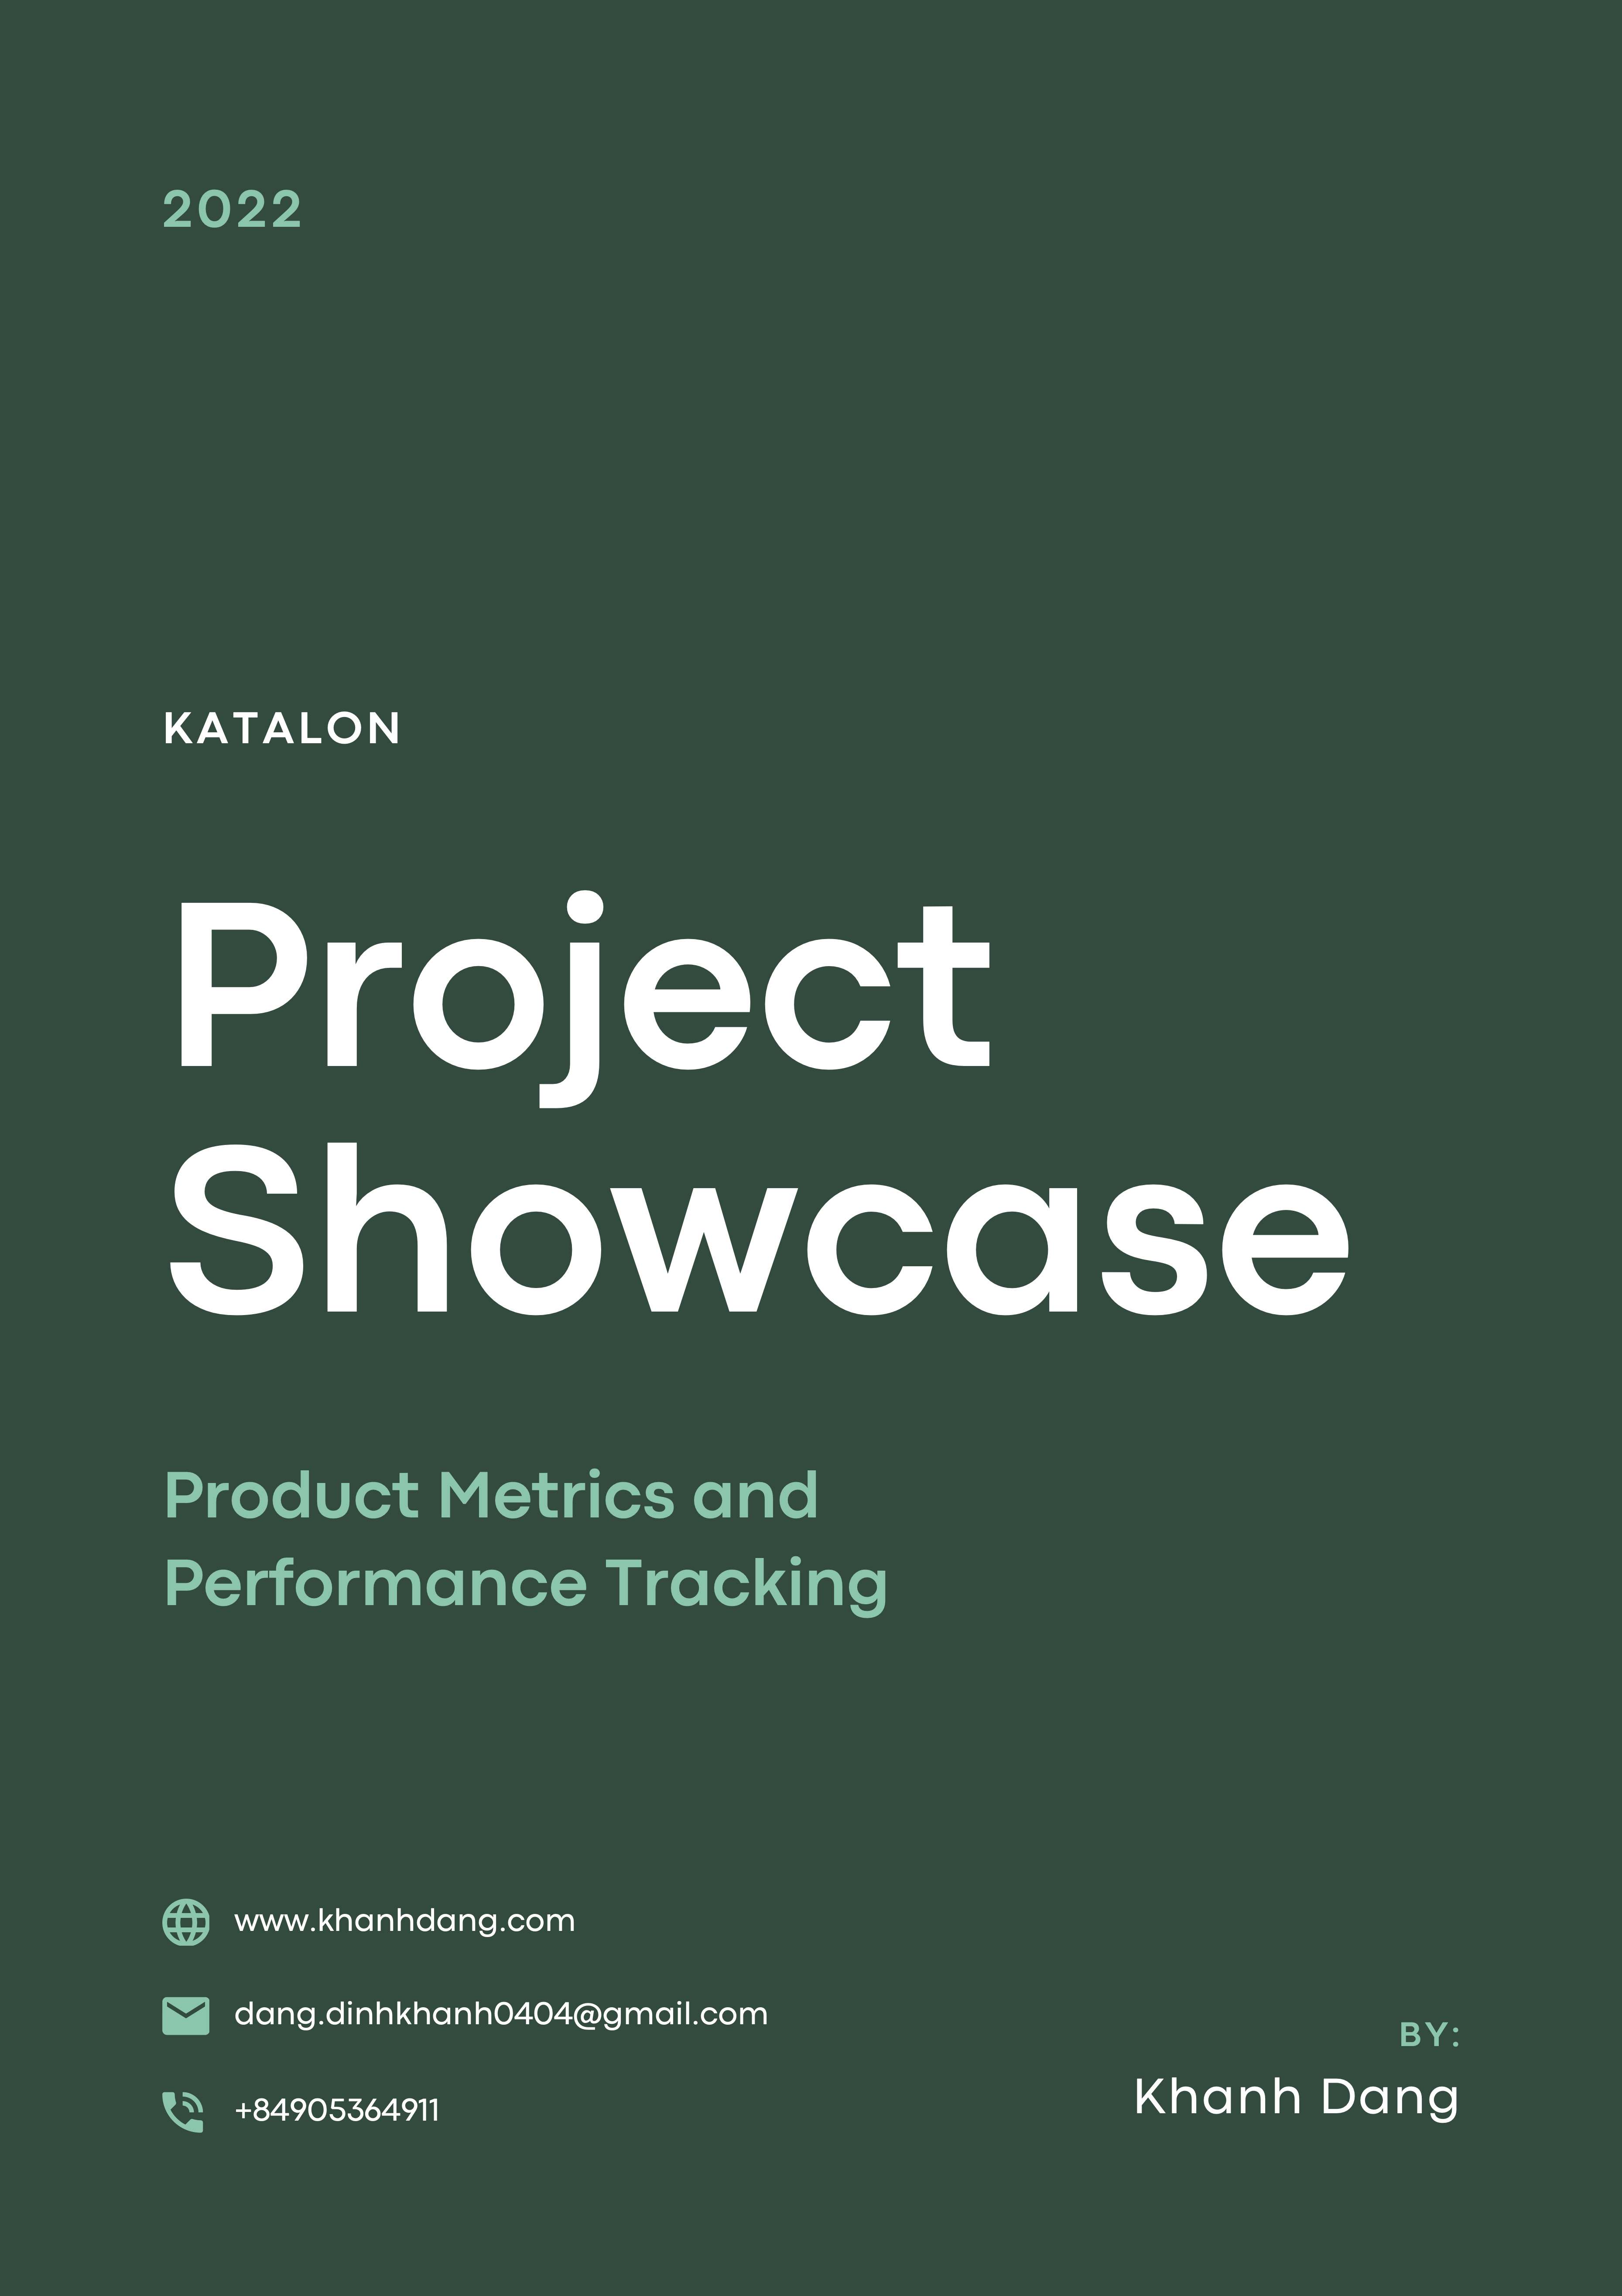 2022
KATALON
Project
Showcase
Product Metrics and
Performance Tracking
www.khanhdang.com
dang.dinhkhanh0404@gmail.com
+84905364911
BY:
Khanh Dang